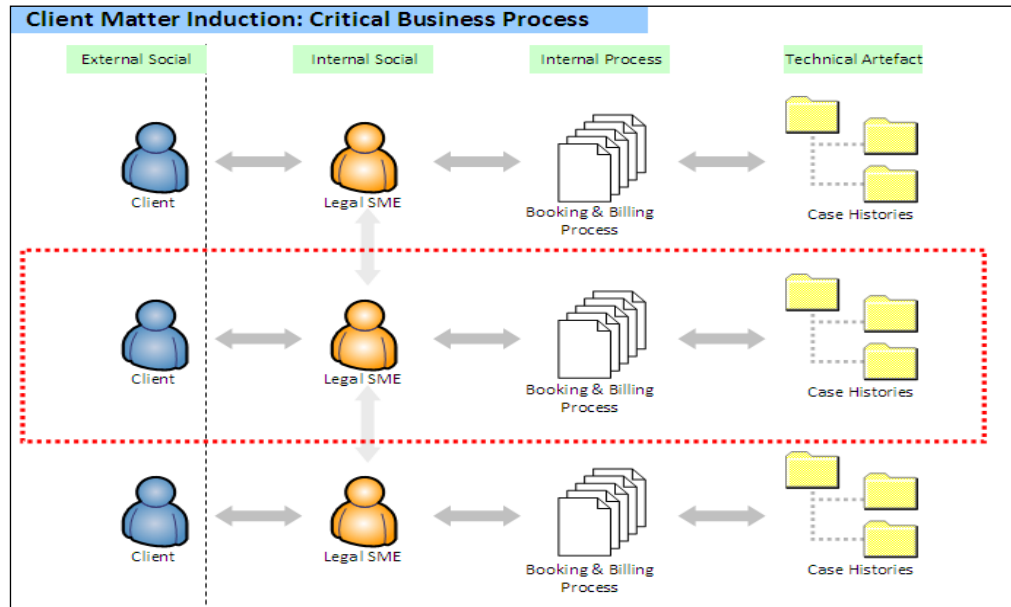 Client Matter Induction: Critical Business Process
External Social
Internal Social
Internal Process
Technical Artefact
Client
Legal SME
Booking & Billing
Process
Case Histories
Client
Legal SME
Booking & Billing
Process
Case Histories
Client
Legal SME
Booking & Billing
Process
Case Histories